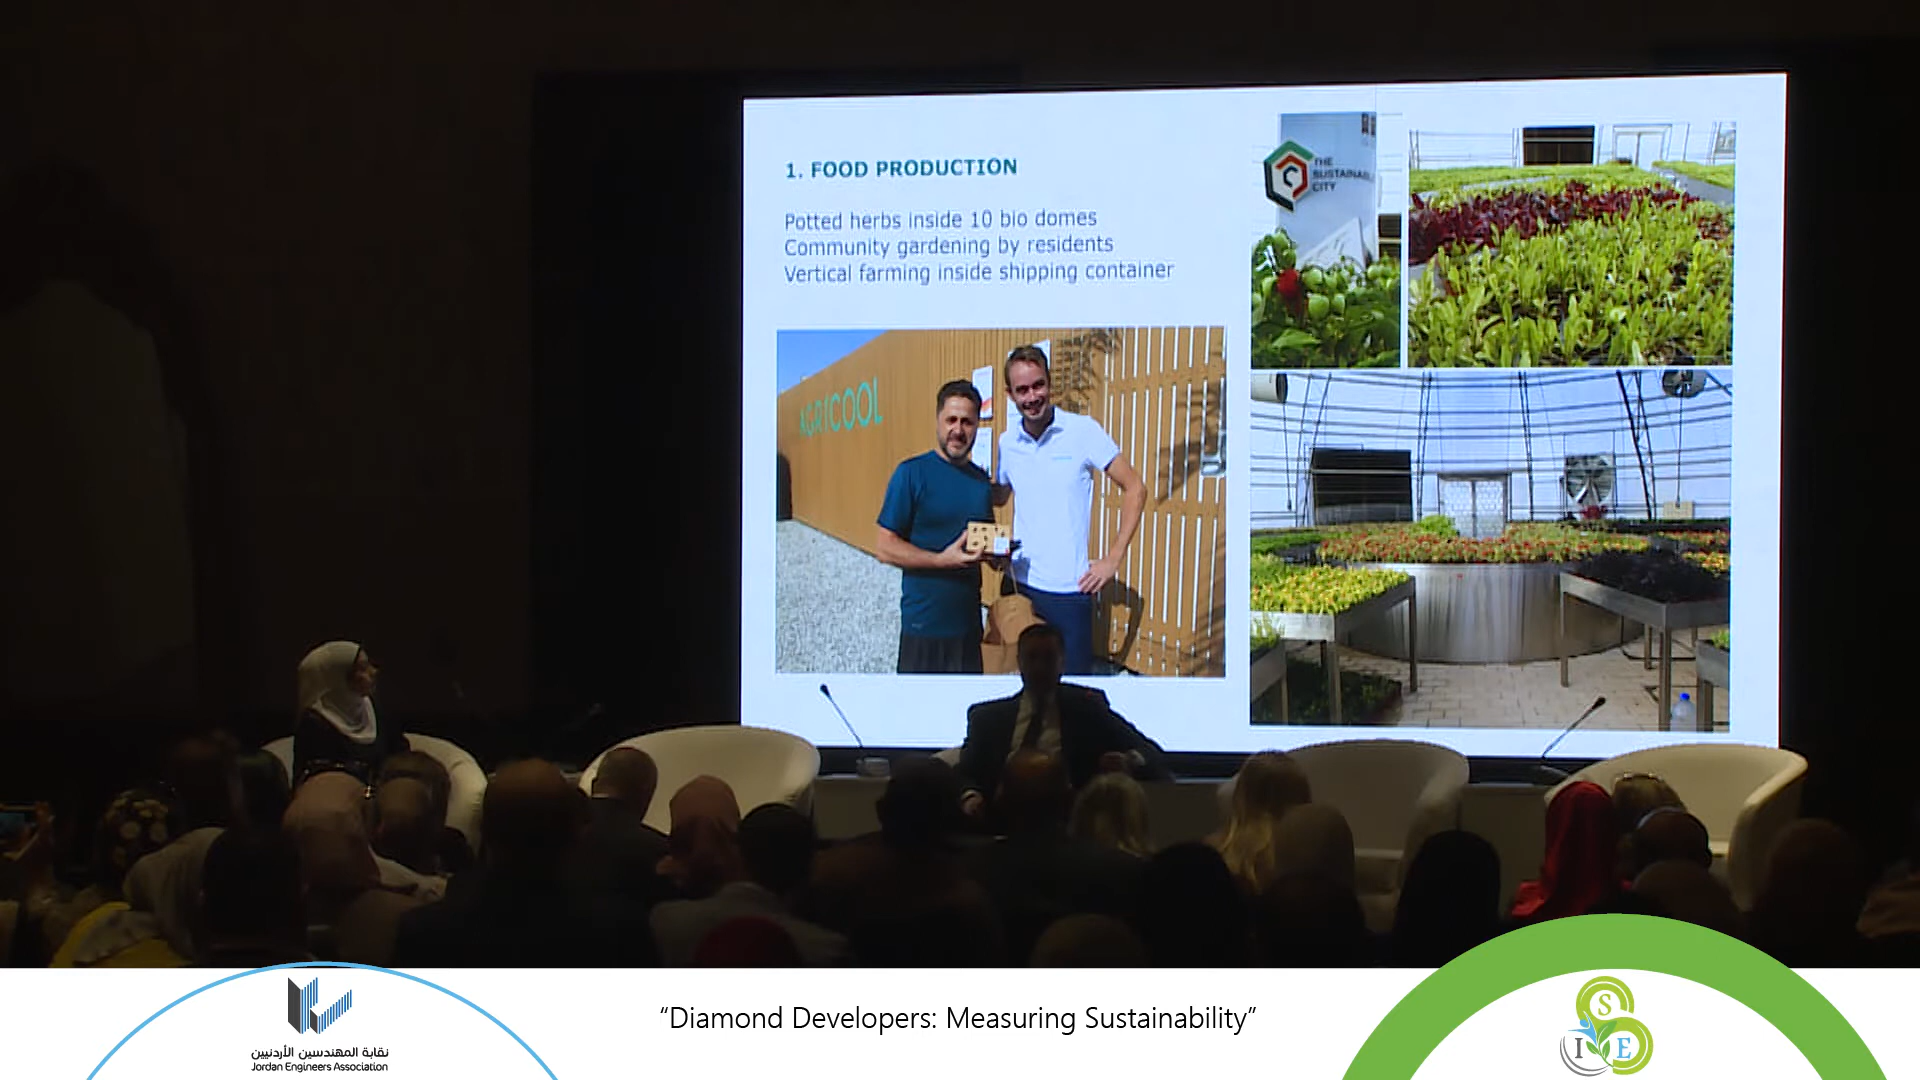 1. FOOD PRODUCTION
Potted herbs inside 10 bio domes
Community gardening by residents
Vertical farming inside shipping container
THE
SUSTAINABLE
CITY
AGRICOOL
نقابة المهندسين الأردنيين
Jordan Engineers Association
“Diamond Developers: Measuring Sustainability”
S
I E